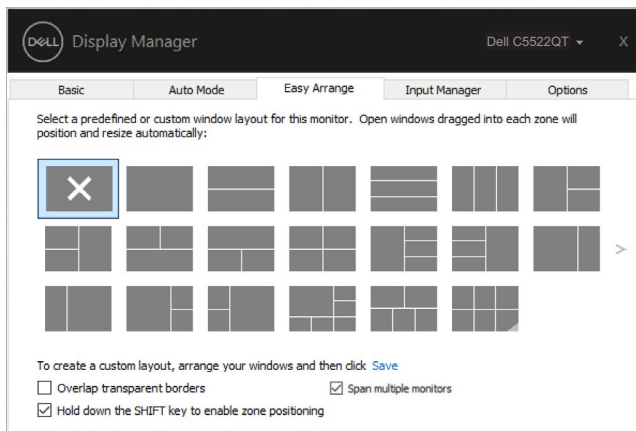 DELL Display Manager Dell C5522QT X
Basic Auto Mode Easy Arrange Input Manager Options
Select a predefined or custom window layout for this monitor. Open windows dragged into each zone will
position and resize automatically:
To create a custom layout, arrange your windows and then click Save
Overlap transparent borders Span multiple monitors
Hold down the SHIFT key to enable zone positioning